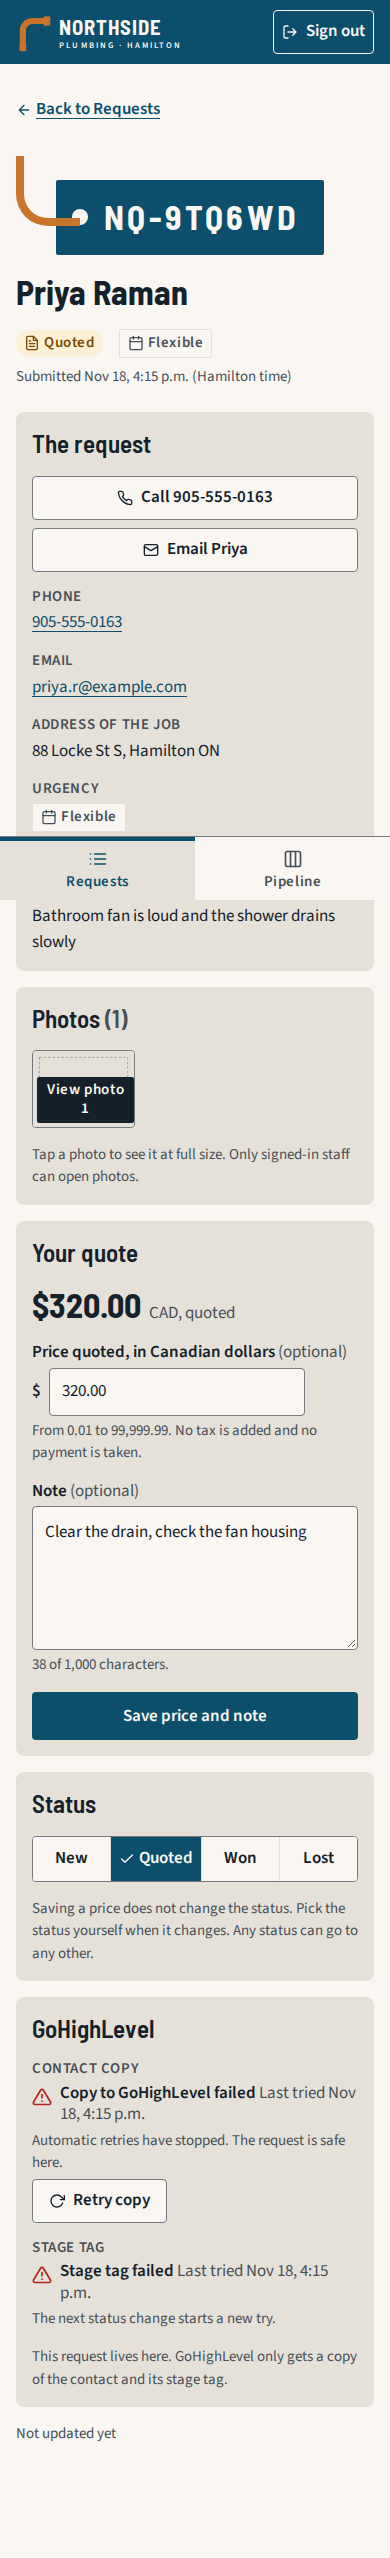 NORTHSIDE
PLUMBING · HAMILTON
Sign out
Back to Requests
NQ-9TQ6WD
Priya Raman
Quoted
Flexible
Submitted Nov 18, 4:15 p.m. (Hamilton time)
The request
Call 905-555-0163
Email Priya
PHONE
905-555-0163
EMAIL
priya.r@example.com
ADDRESS OF THE JOB
88 Locke St S, Hamilton ON
URGENCY
Flexible
Requests
Pipeline
Bathroom fan is loud and the shower drains
slowly
Photos (1)
View photo
1
Tap a photo to see it at full size. Only signed-in staff
can open photos.
Your quote
$320.00 CAD, quoted
Price quoted, in Canadian dollars (optional)
$ 320.00
From 0.01 to 99,999.99. No tax is added and no
payment is taken.
Note (optional)
Clear the drain, check the fan housing
38 of 1,000 characters.
Save price and note
Status
New
Quoted
Won
Lost
Saving a price does not change the status. Pick the
status yourself when it changes. Any status can go to
any other.
GoHighLevel
CONTACT COPY
Copy to GoHighLevel failed Last tried Nov
18, 4:15 p.m.
Automatic retries have stopped. The request is safe
here.
Retry copy
STAGE TAG
Stage tag failed Last tried Nov 18, 4:15
p.m.
The next status change starts a new try.
This request lives here. GoHighLevel only gets a copy
of the contact and its stage tag.
Not updated yet